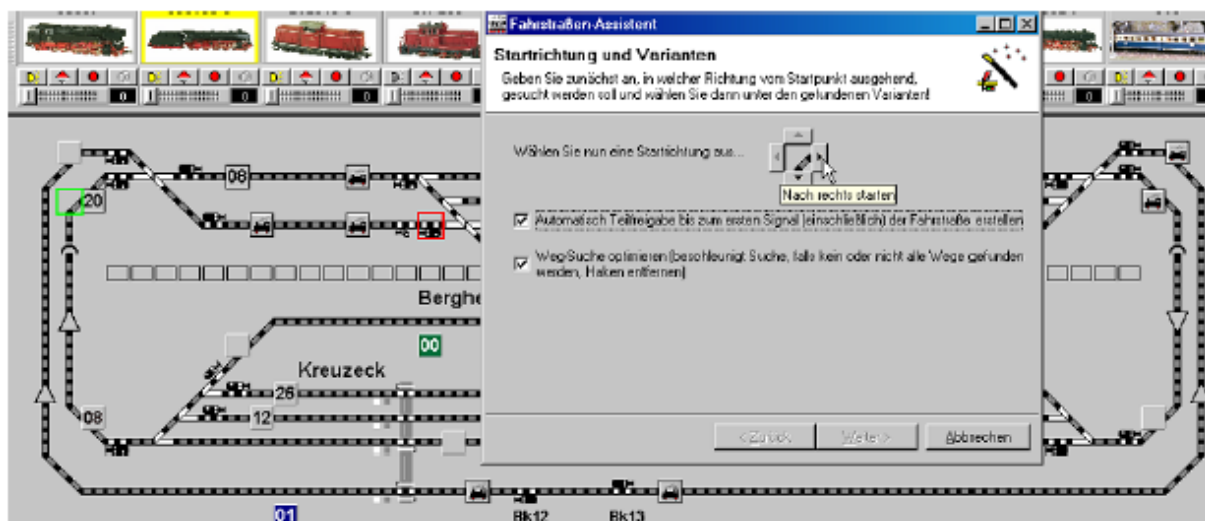 Fahrstraßen-Assistent
Startrichtung und Varianten
Geben Sie zunächst an, in welcher Richtung vom Startpunkt ausgehend,
gesucht werden soll und wählen Sie dann unter den gefundenen Varianten!
0
0
0
0
0
Wählen Sie nun eine Startrichtung aus...
Nach rechts starten
Automatisch Teilfreigabe bis zum ersten Signal (einschließlich) der Fahrstraße erstellen
Weg-Suche optimieren (beschleunigt Suche, falls kein oder nicht alle Wege gefunden
werden, Haken entfernen)
08
20
Berghe
00
Kreuzeck
26
08
12
< Zurück
Weiter >
Abbrechen
01
Bk12
Bk13